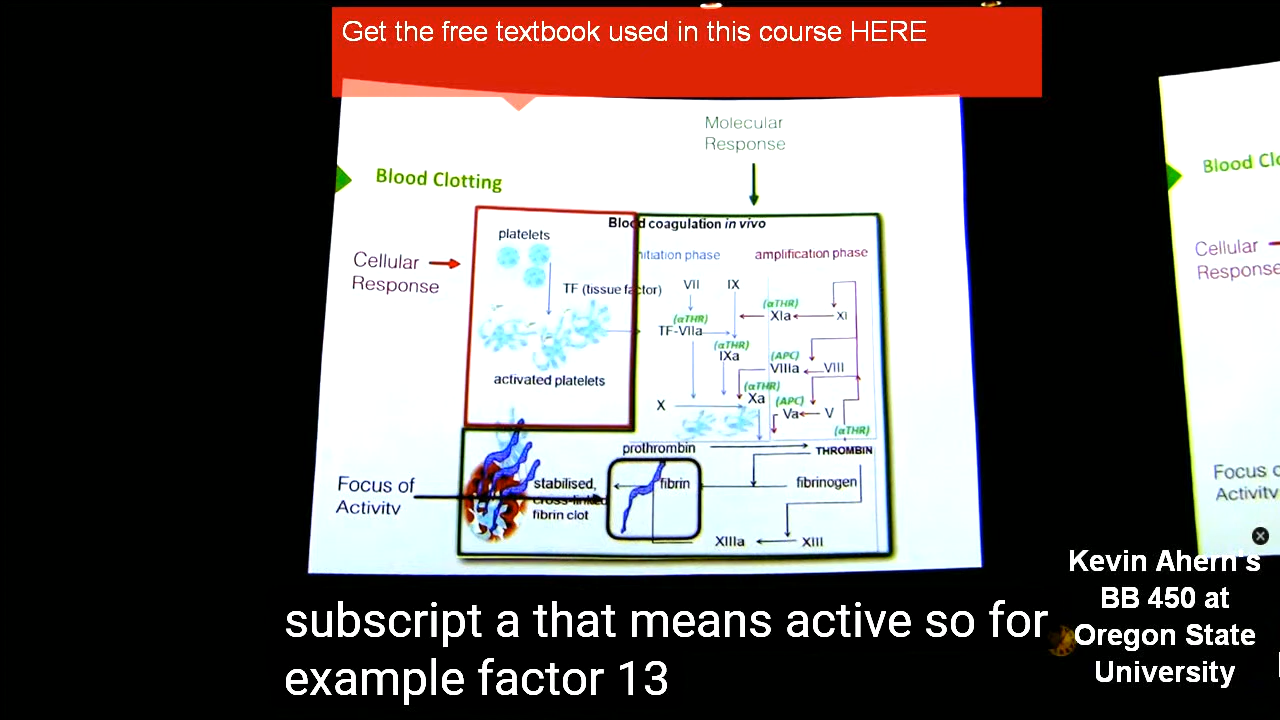 Get the free textbook used in this course HERE
Molecular
Response
Blood Clotting
Cellular
Response
Blood coagulation in vivo
platelets
initiation phase
amplification phase
TF (tissue factor)
VII
IX
(αTHR)
XIa
XI
(αTHR)
TF-VIIa
(αTHR)
IXa
(APC)
VIIIa
VIII
activated platelets
(αTHR)
Xa
X
(APC)
Va
V
(αTHR)
prothrombin
THROMBIN
Focus of
Activity
stabilised,
cross-linked
fibrin clot
fibrin
fibrinogen
XIIIa
XIII
Blood Clo
Cellular
Response
Focus o
Activity
Kevin Ahern's
BB 450 at
Oregon State
University
subscript a that means active so for
example factor 13